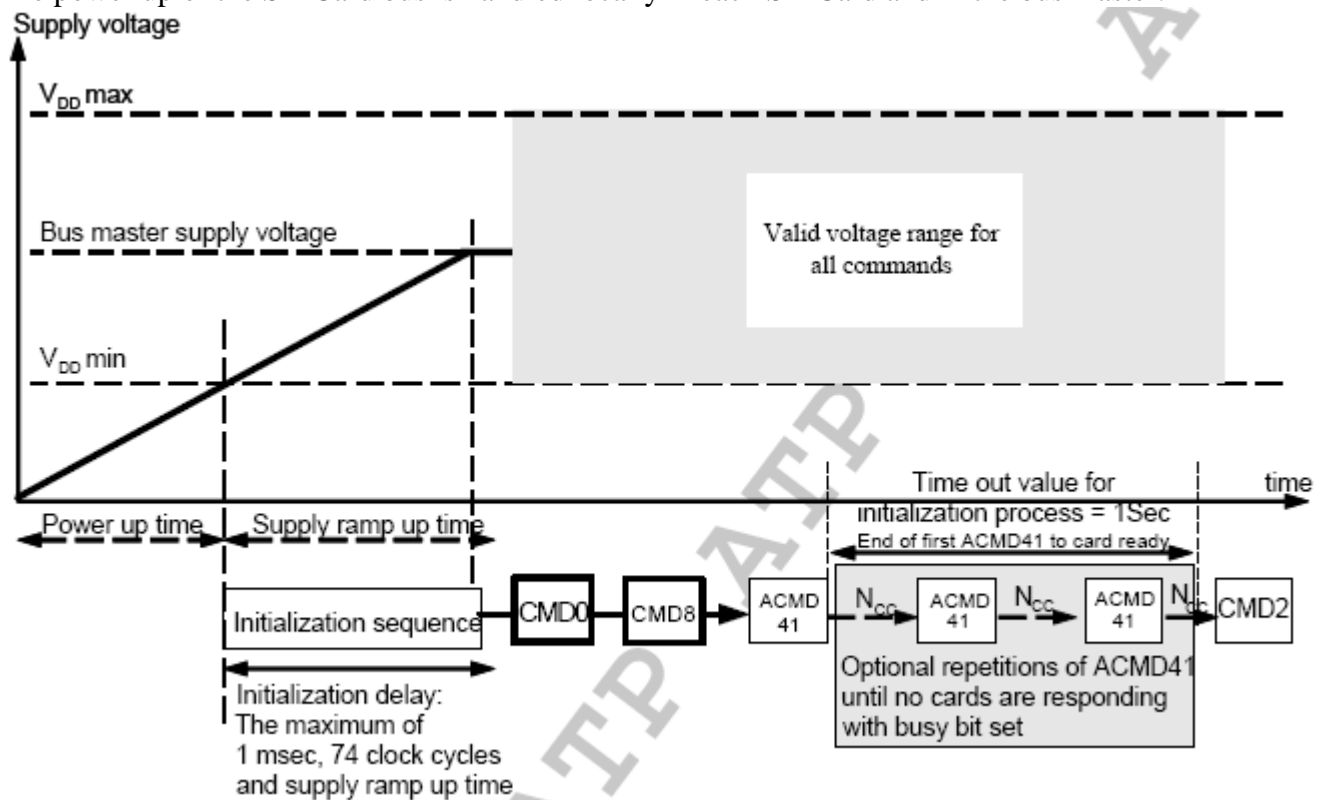 Supply voltage
V_DD max
Bus master supply voltage
Valid voltage range for
all commands
V_DD min
Time out value for
initialization process = 1Sec
End of first ACMD41 to card ready
time
Power up time
Supply ramp up time
Initialization sequence
CMD0
CMD8
ACMD
41
N_CC
ACMD
41
N_CC
ACMD
41
N_CC
CMD2
Optional repetitions of ACMD41
until no cards are responding
with busy bit set
Initialization delay:
The maximum of
1 msec, 74 clock cycles
and supply ramp up time
ATP
ATP